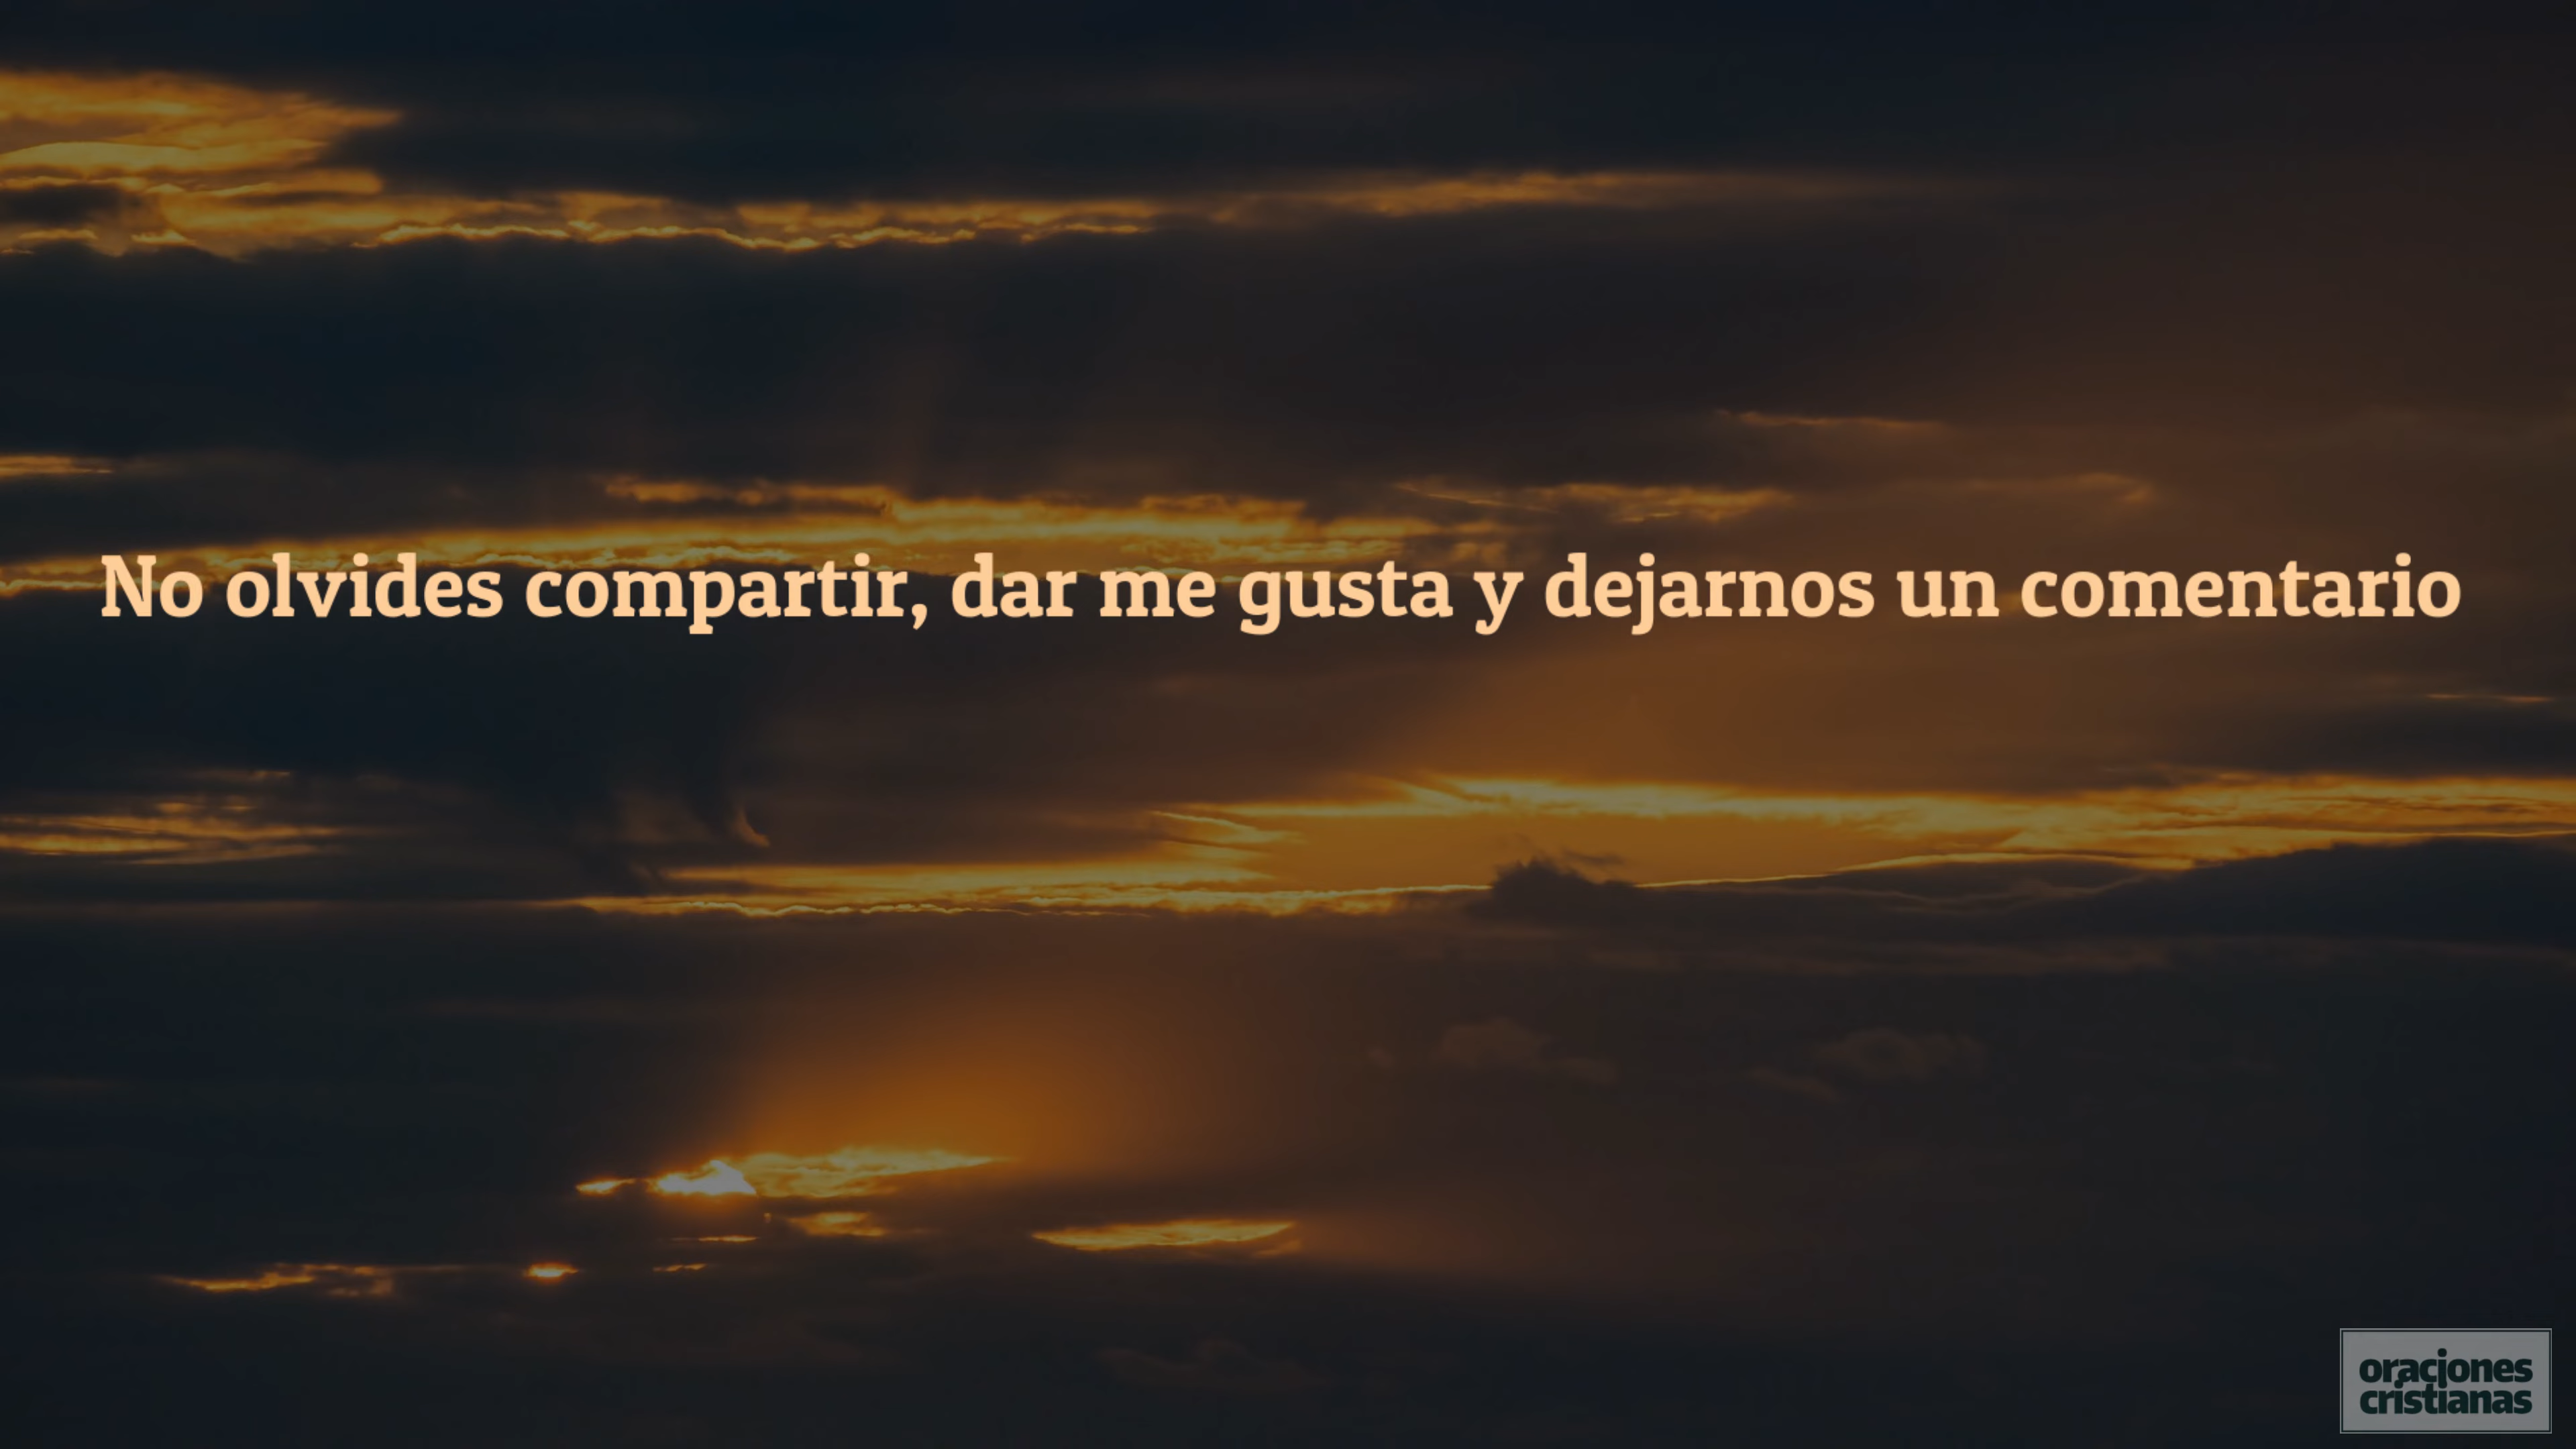 No olvides compartir, dar me gusta y dejarnos un comentario
oraciones
cristianas